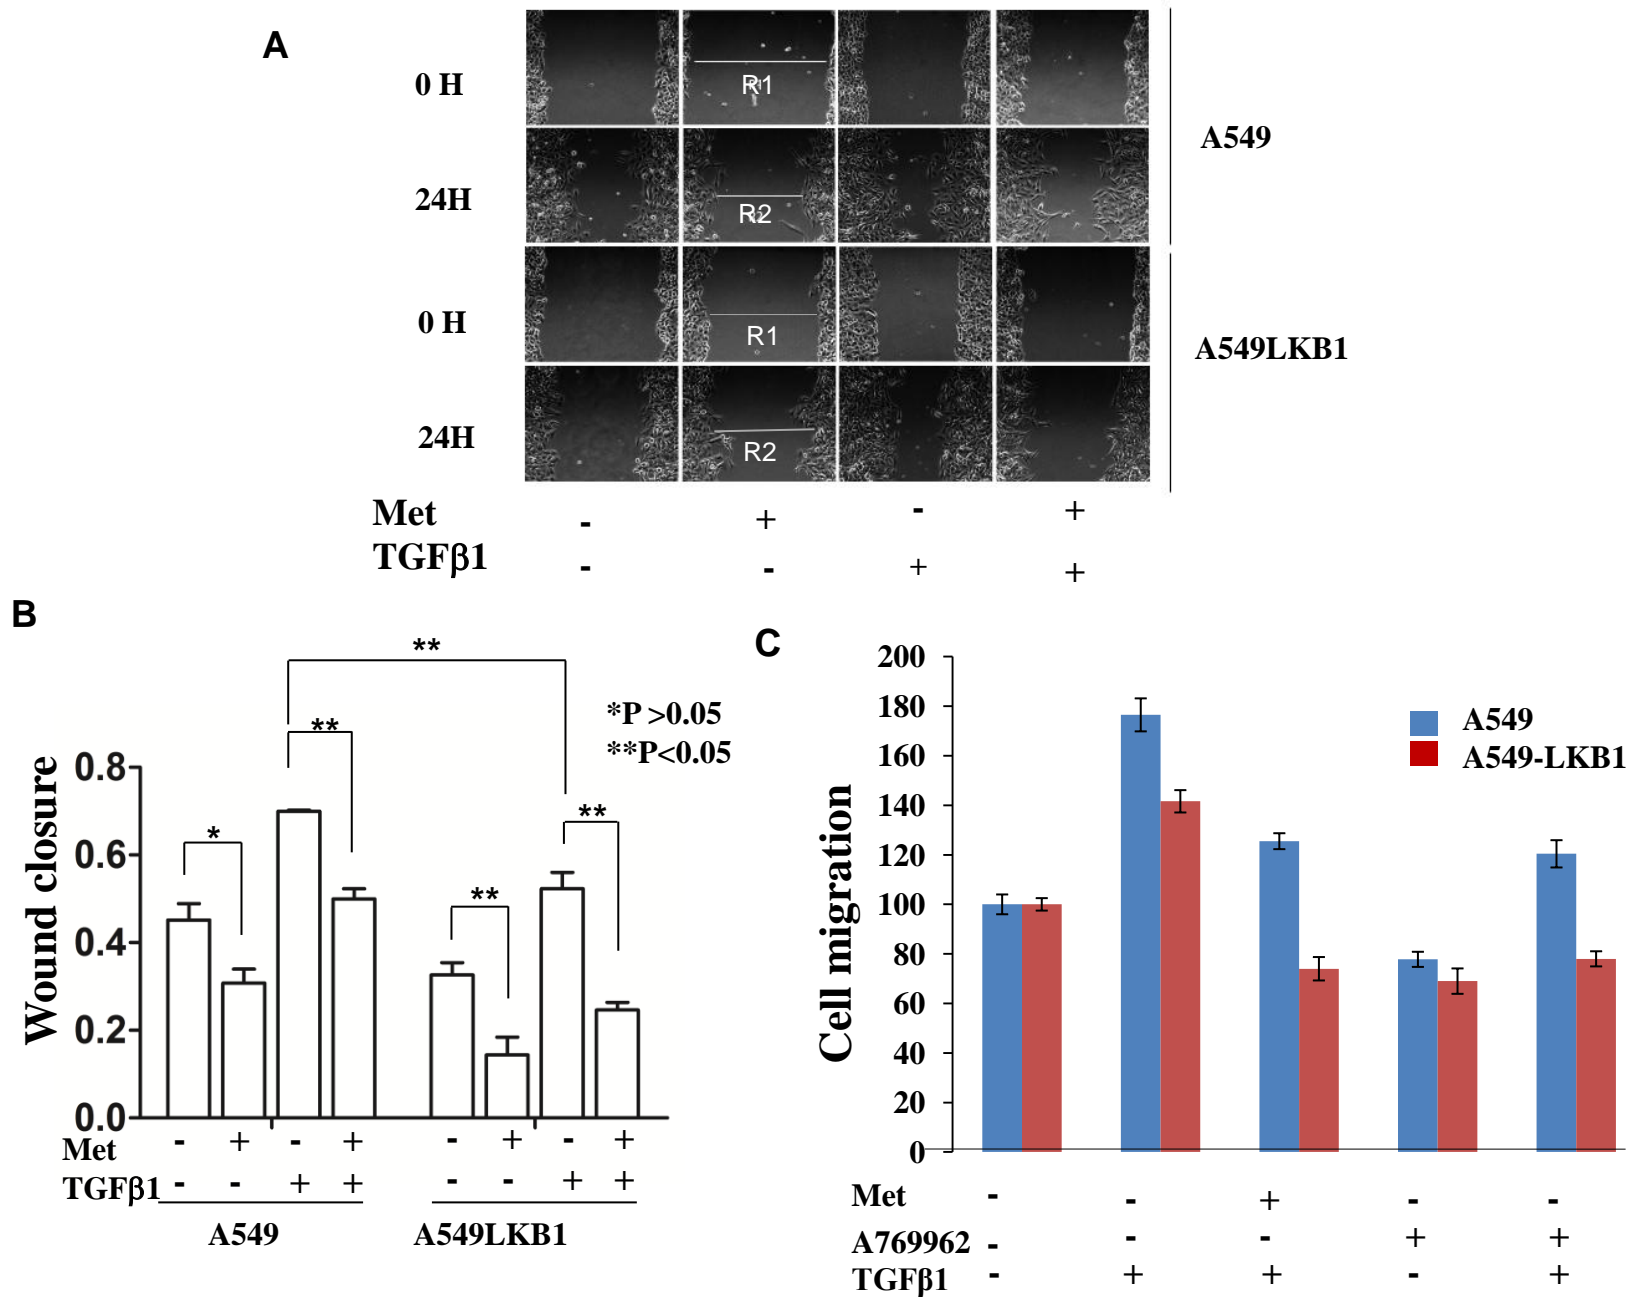 A
0 H
R1
A549
24H
R2
0 H
R1
A549LKB1
24H
R2
Met - + - +
TGFβ1 - - + +
B
**
**
*P >0.05
**P<0.05
*
**
**
Wound closure
0.8
0.6
0.4
0.2
0.0
Met - + - + - + - +
TGFβ1 - - + + - - + +
A549 A549LKB1
C
200
180
160
140
120
100
80
60
40
20
0
Cell migration
A549
A549-LKB1
Met - - + - -
A769962 - - - + +
TGFβ1 - + + - +